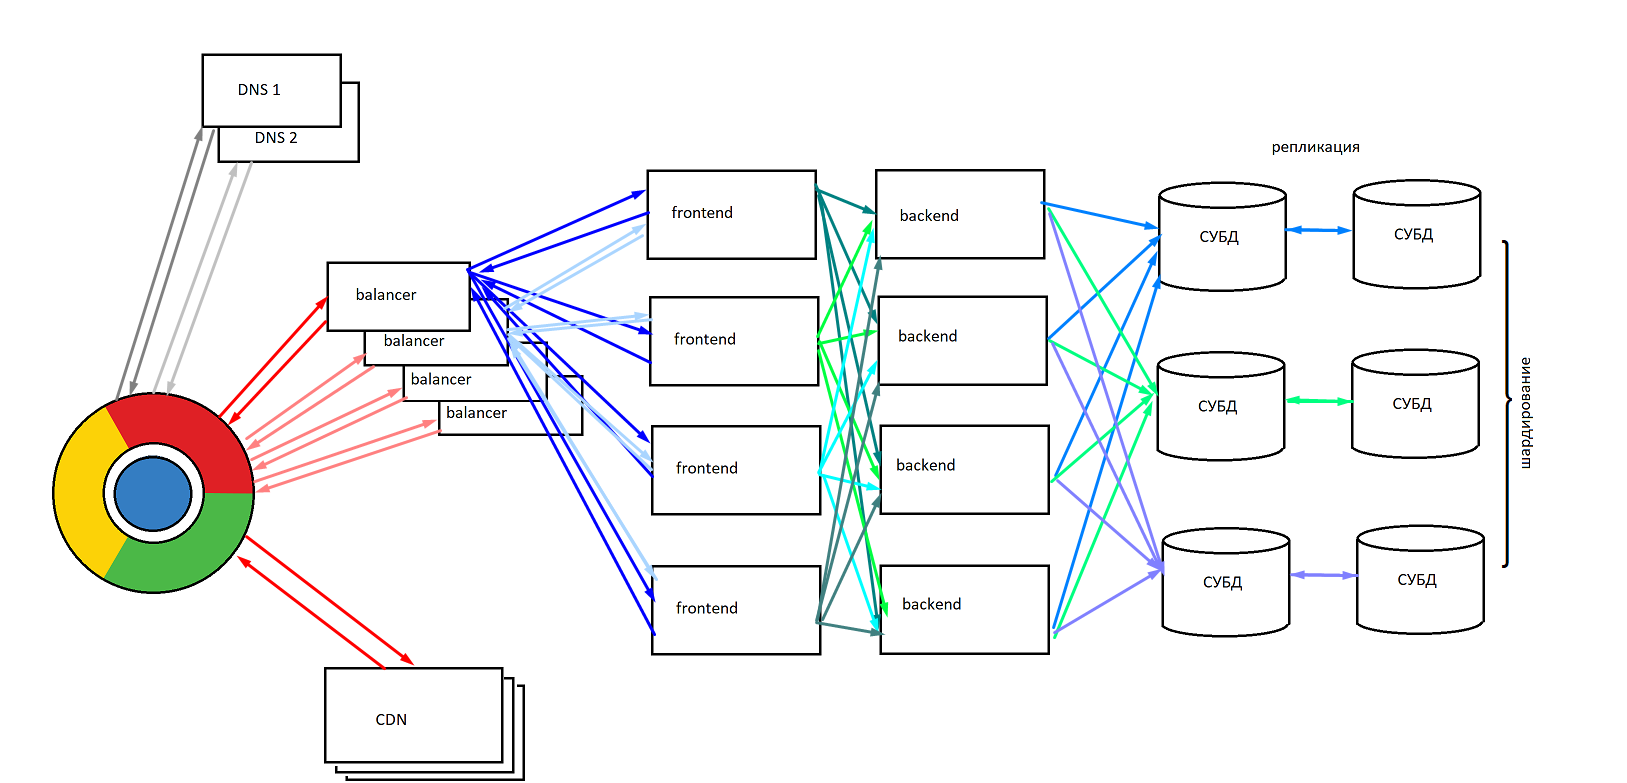 DNS 1
DNS 2
balancer
balancer
balancer
balancer
CDN
frontend
frontend
frontend
frontend
backend
backend
backend
backend
репликация
СУБД
СУБД
СУБД
СУБД
СУБД
СУБД
шардирование